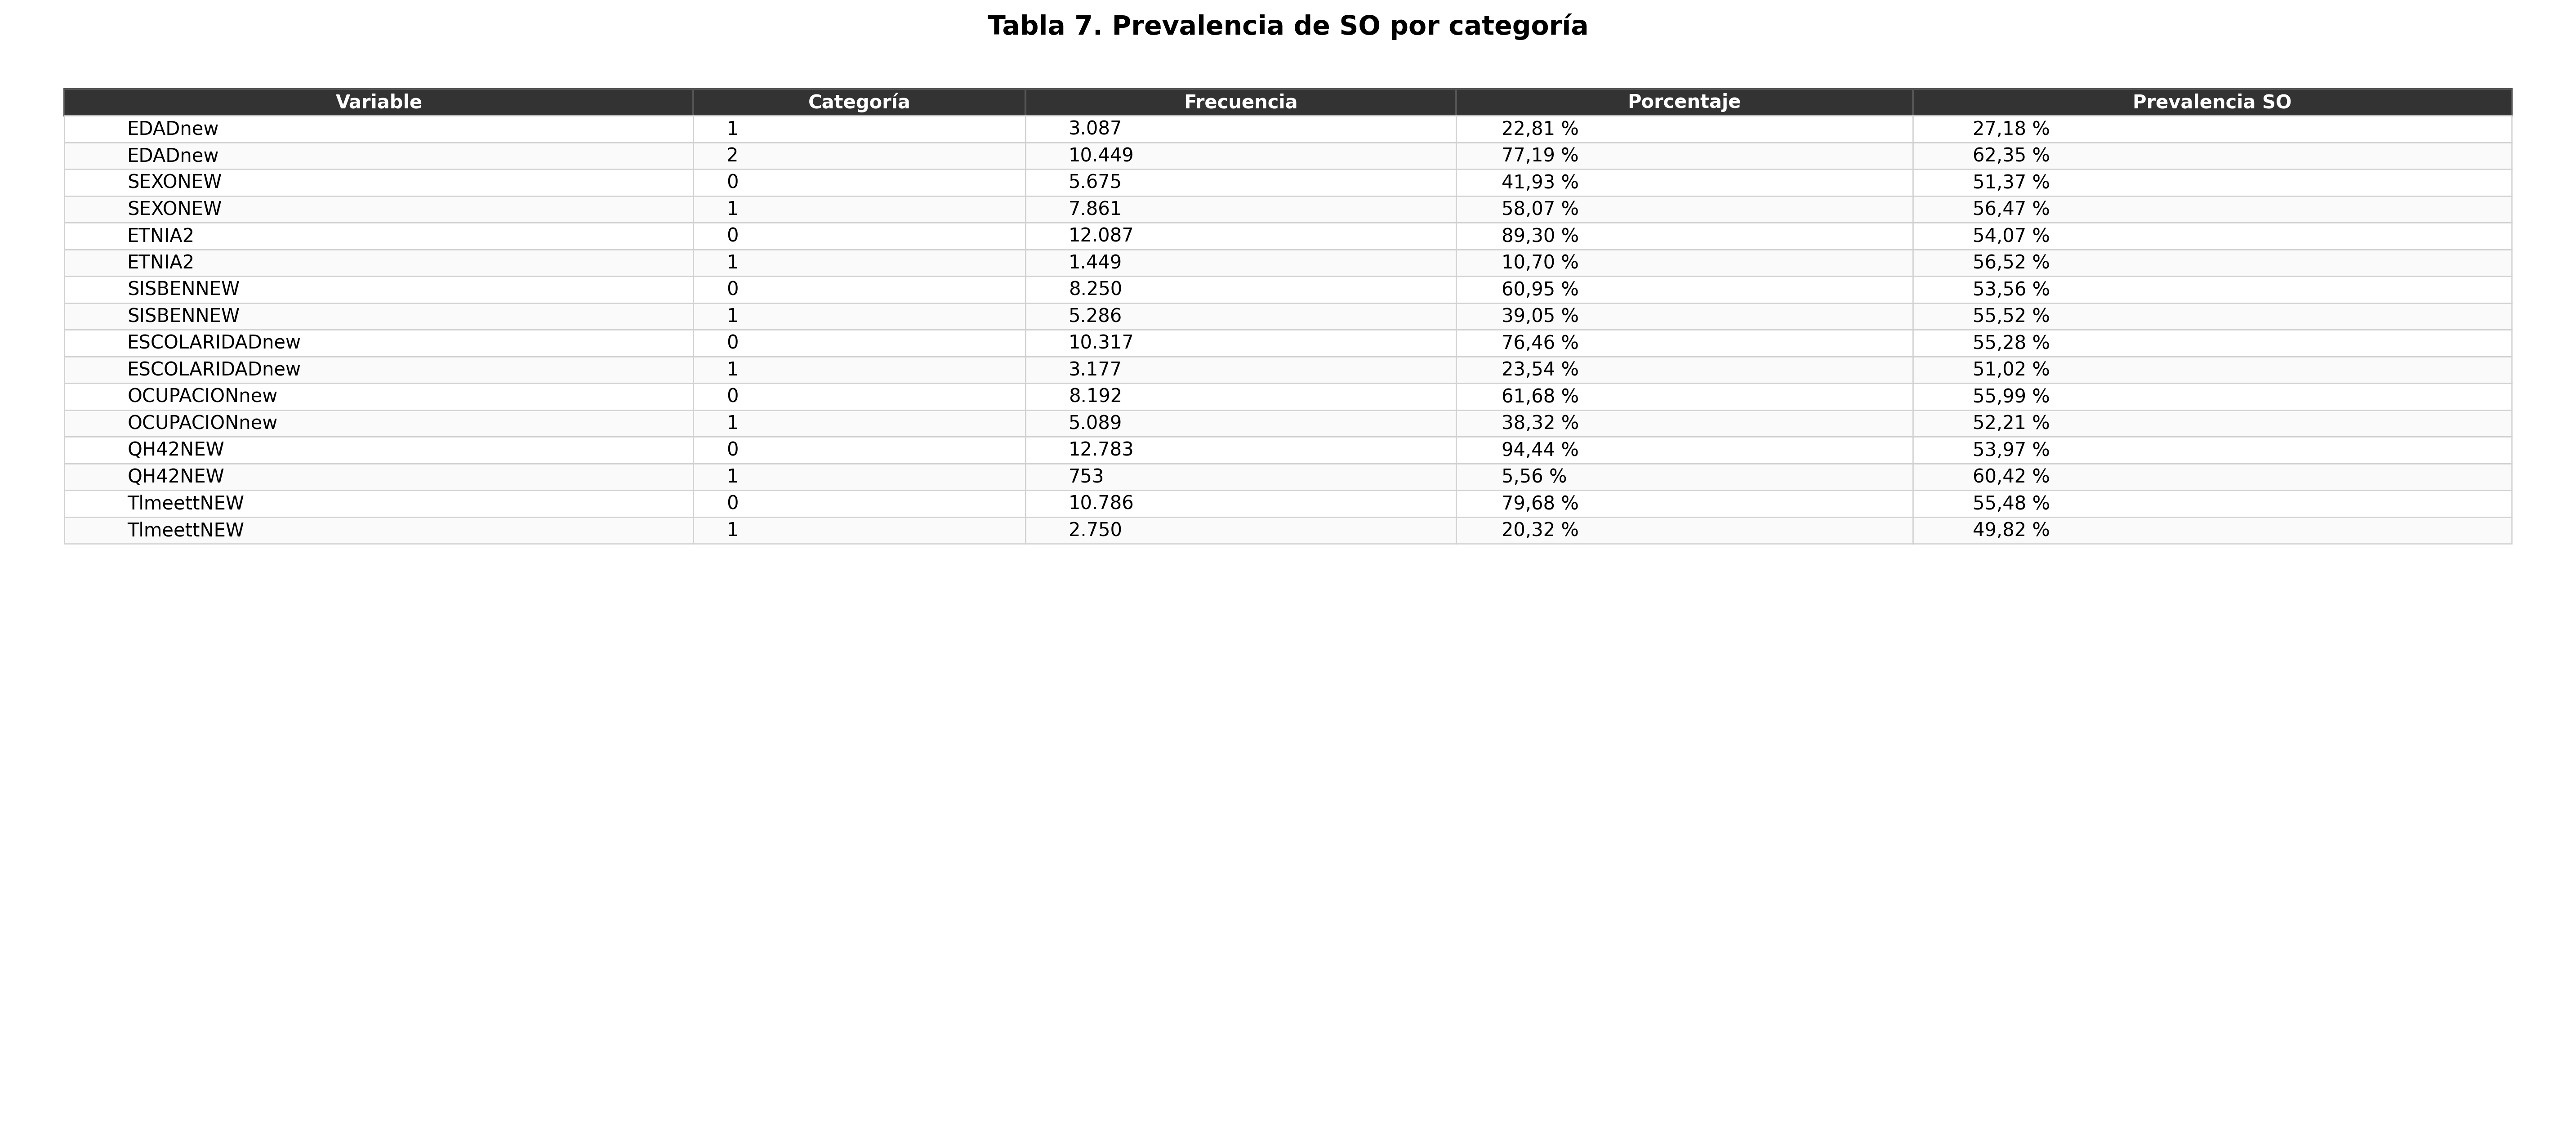 Tabla 7. Prevalencia de SO por categoría
Variable Categoría Frecuencia Porcentaje Prevalencia SO
EDADnew 1 3.087 22,81 % 27,18 %
EDADnew 2 10.449 77,19 % 62,35 %
SEXONEW 0 5.675 41,93 % 51,37 %
SEXONEW 1 7.861 58,07 % 56,47 %
ETNIA2 0 12.087 89,30 % 54,07 %
ETNIA2 1 1.449 10,70 % 56,52 %
SISBENNEW 0 8.250 60,95 % 53,56 %
SISBENNEW 1 5.286 39,05 % 55,52 %
ESCOLARIDADnew 0 10.317 76,46 % 55,28 %
ESCOLARIDADnew 1 3.177 23,54 % 51,02 %
OCUPACIONnew 0 8.192 61,68 % 55,99 %
OCUPACIONnew 1 5.089 38,32 % 52,21 %
QH42NEW 0 12.783 94,44 % 53,97 %
QH42NEW 1 753 5,56 % 60,42 %
TlmeettNEW 0 10.786 79,68 % 55,48 %
TlmeettNEW 1 2.750 20,32 % 49,82 %